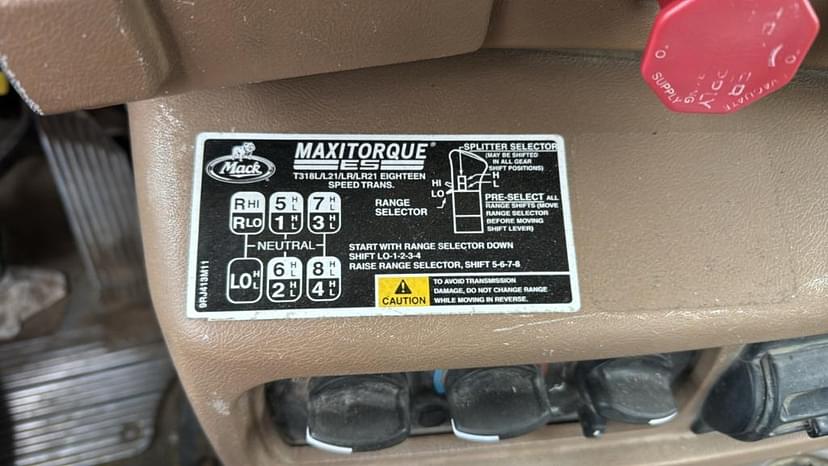 SUPPLY
VACUATE
Mack
MAXITORQUE®
ES
T318L/L21/LR/LR21 EIGHTEEN
SPEED TRANS.
SPLITTER SELECTOR
(MAY BE SHIFTED
IN ALL GEAR
SHIFT POSITIONS)
HI
LO
H
L
RANGE
SELECTOR
PRE-SELECT ALL
RANGE SHIFTS (MOVE
RANGE SELECTOR
BEFORE MOVING
SHIFT LEVER)
R HI 5 H L 7 H L
R LO 1 H L 3 H L
NEUTRAL
LO H L 6 H L 8 H L
2 H L 4 H L
START WITH RANGE SELECTOR DOWN
SHIFT LO-1-2-3-4
RAISE RANGE SELECTOR, SHIFT 5-6-7-8
CAUTION
TO AVOID TRANSMISSION
DAMAGE, DO NOT CHANGE RANGE
WHILE MOVING IN REVERSE.
9RJ413M11